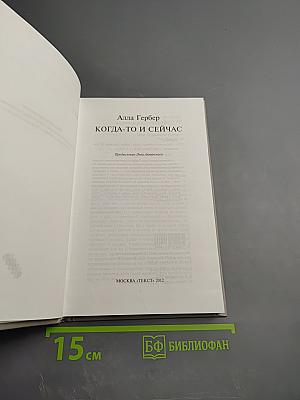 Алла Гербер
КОГДА-ТО И СЕЙЧАС
МОСКВА «ТЕКСТ» 2012
15 см
БФ БИБЛИОФАН